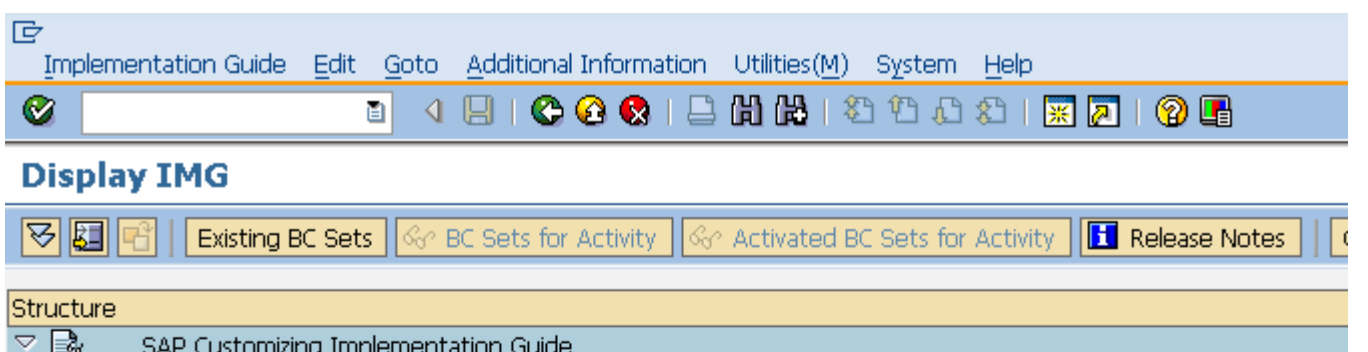 Implementation Guide Edit Goto Additional Information Utilities(M) System Help
Display IMG
Existing BC Sets BC Sets for Activity Activated BC Sets for Activity Release Notes
Structure
SAP Customizing Implementation Guide